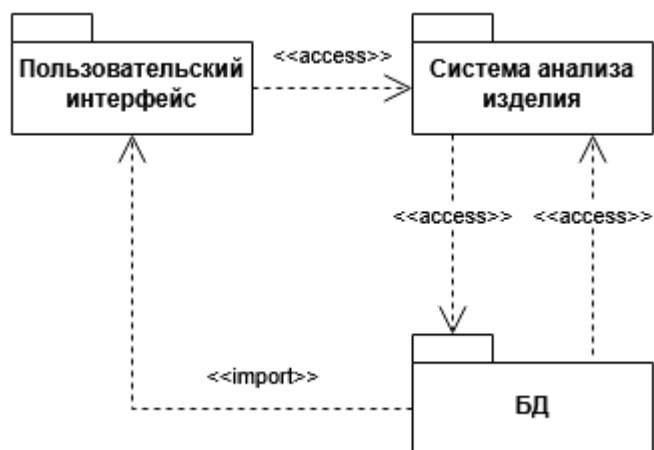 Пользовательский
интерфейс
<<access>>
Система анализа
изделия
<<access>>
<<access>>
<<import>>
БД